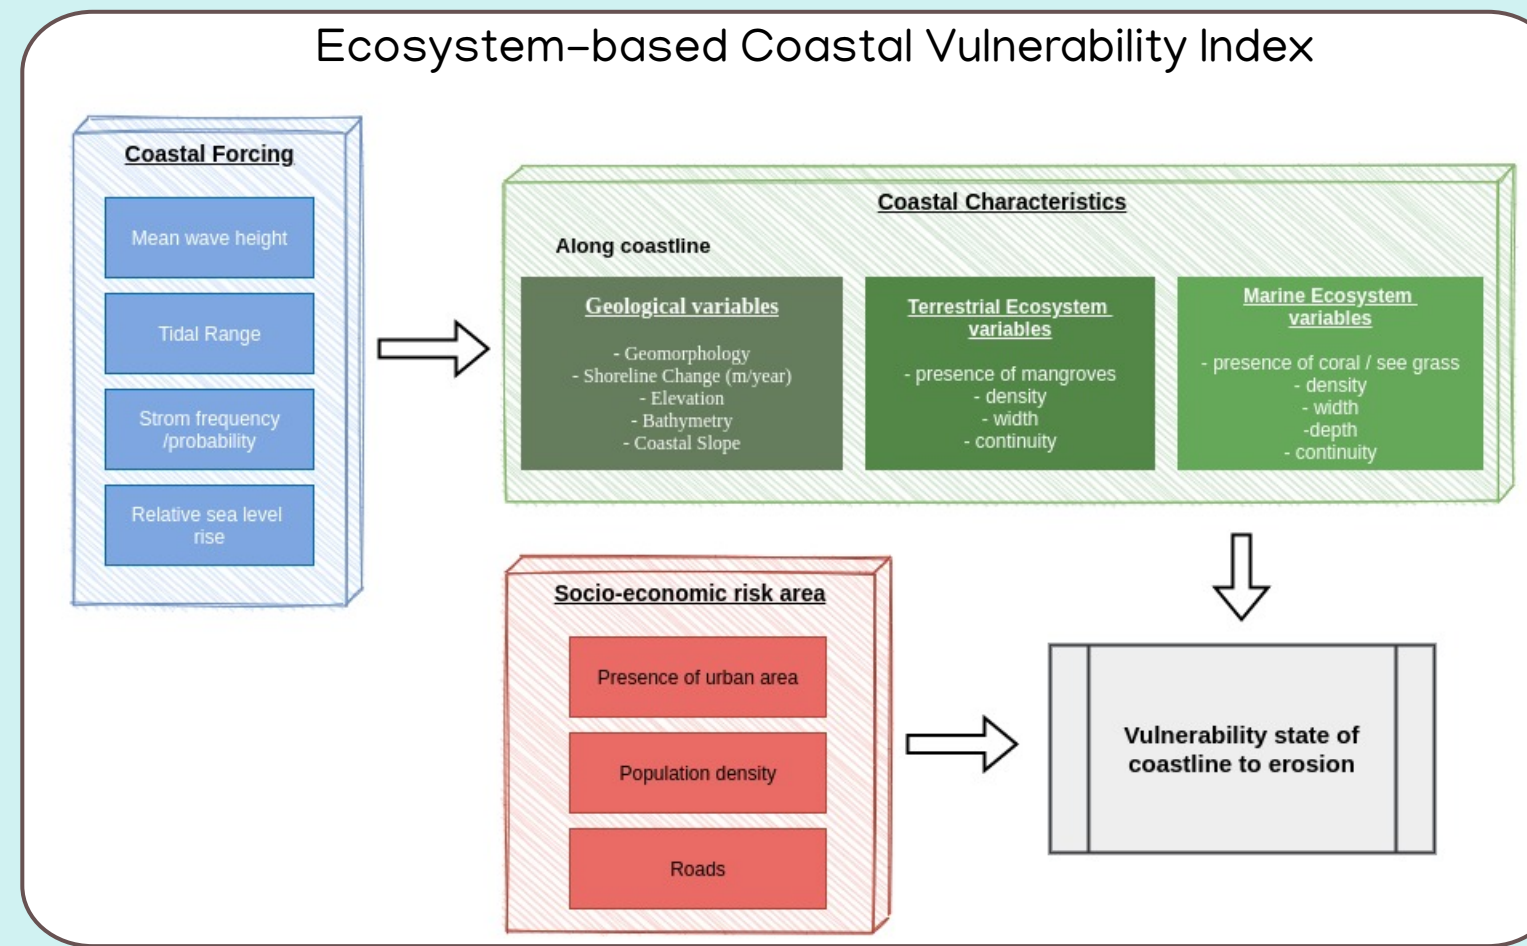 Ecosystem-based Coastal Vulnerability Index
Coastal Forcing
Mean wave height
Tidal Range
Strom frequency
/probability
Relative sea level
rise
Coastal Characteristics
Along coastline
Geological variables
- Geomorphology
- Shoreline Change (m/year)
- Elevation
- Bathymetry
- Coastal Slope
Terrestrial Ecosystem
variables
- presence of mangroves
- density
- width
- continuity
Marine Ecosystem
variables
- presence of coral / see grass
- density
- width
-depth
- continuity
Socio-economic risk area
Presence of urban area
Population density
Roads
Vulnerability state of
coastline to erosion